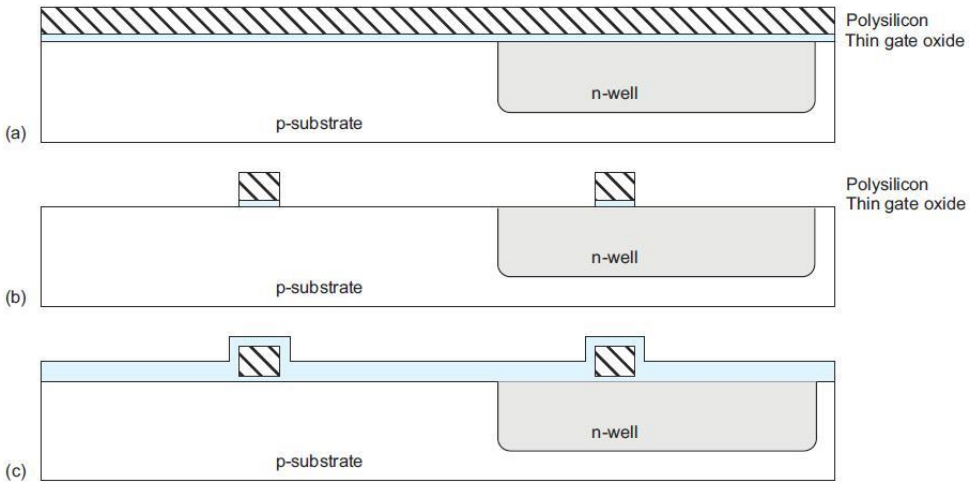 Polysilicon
Thin gate oxide
n-well
p-substrate
(a)
Polysilicon
Thin gate oxide
n-well
p-substrate
(b)
n-well
p-substrate
(c)